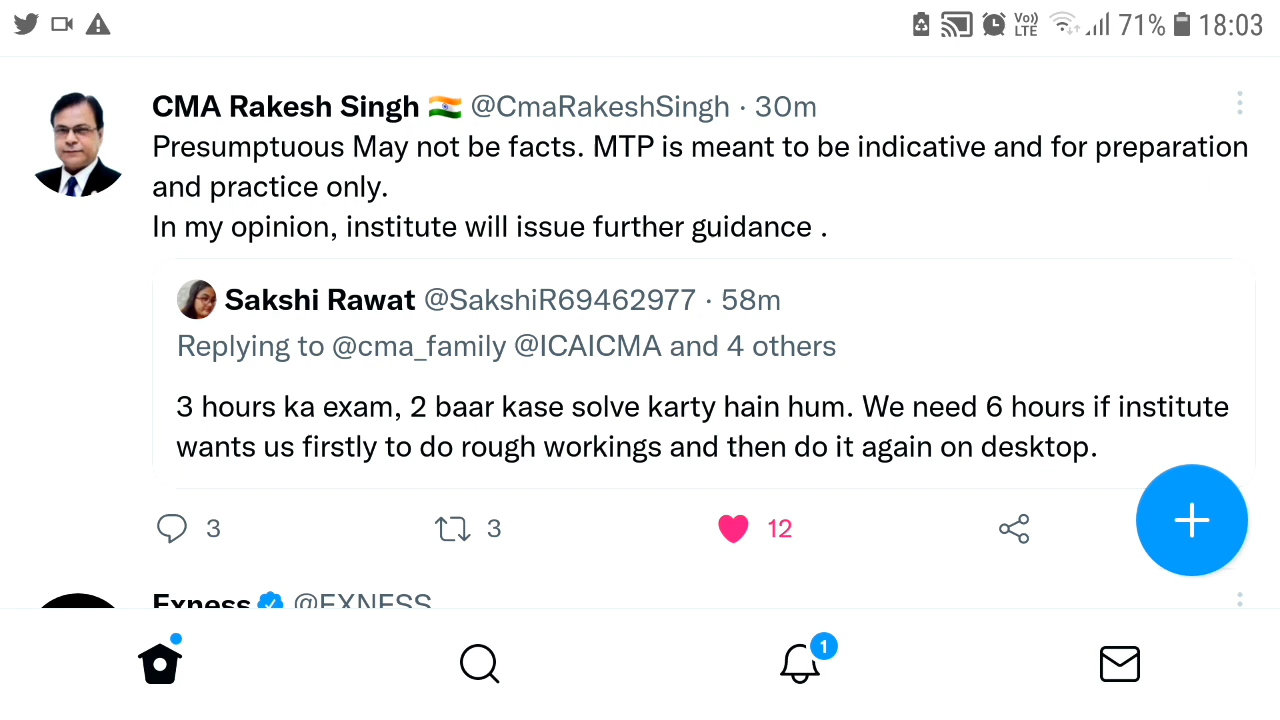 Vo)) LTE 71% 18:03
CMA Rakesh Singh 🇮🇳 @CmaRakeshSingh · 30m
Presumptuous May not be facts. MTP is meant to be indicative and for preparation
and practice only.
In my opinion, institute will issue further guidance .
Sakshi Rawat @SakshiR69462977 · 58m
Replying to @cma_family @ICAICMA and 4 others
3 hours ka exam, 2 baar kase solve karty hain hum. We need 6 hours if institute
wants us firstly to do rough workings and then do it again on desktop.
3 3 12
Exness @EXNESS
1